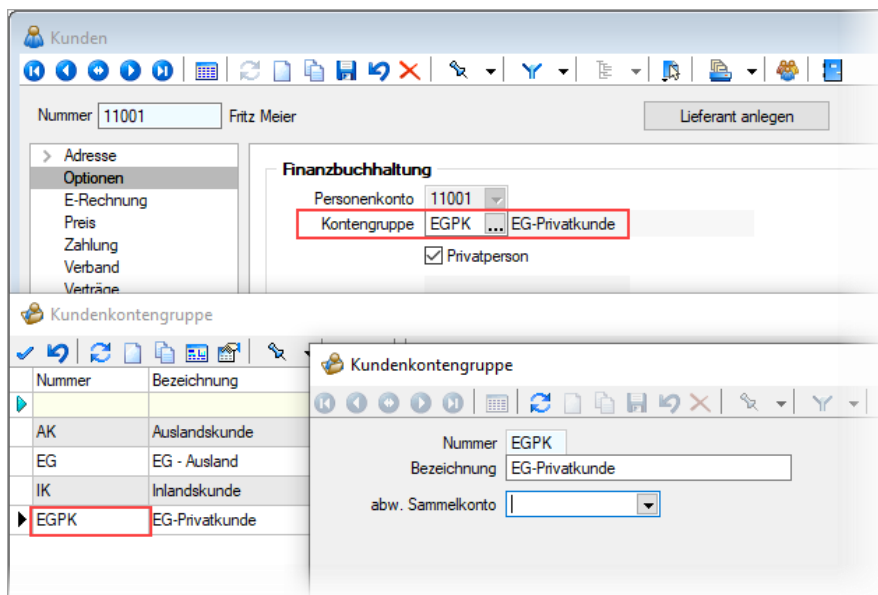 Kunden
Nummer 11001 Fritz Meier Lieferant anlegen
Adresse
Optionen
E-Rechnung
Preis
Zahlung
Verband
Verträge
Finanzbuchhaltung
Personenkonto 11001
Kontengruppe EGPK ... EG-Privatkunde
Privatperson
Kundenkontengruppe
Nummer Bezeichnung
AK Auslandskunde
EG EG - Ausland
IK Inlandskunde
EGPK EG-Privatkunde
Kundenkontengruppe
Nummer EGPK
Bezeichnung EG-Privatkunde
abw. Sammelkonto